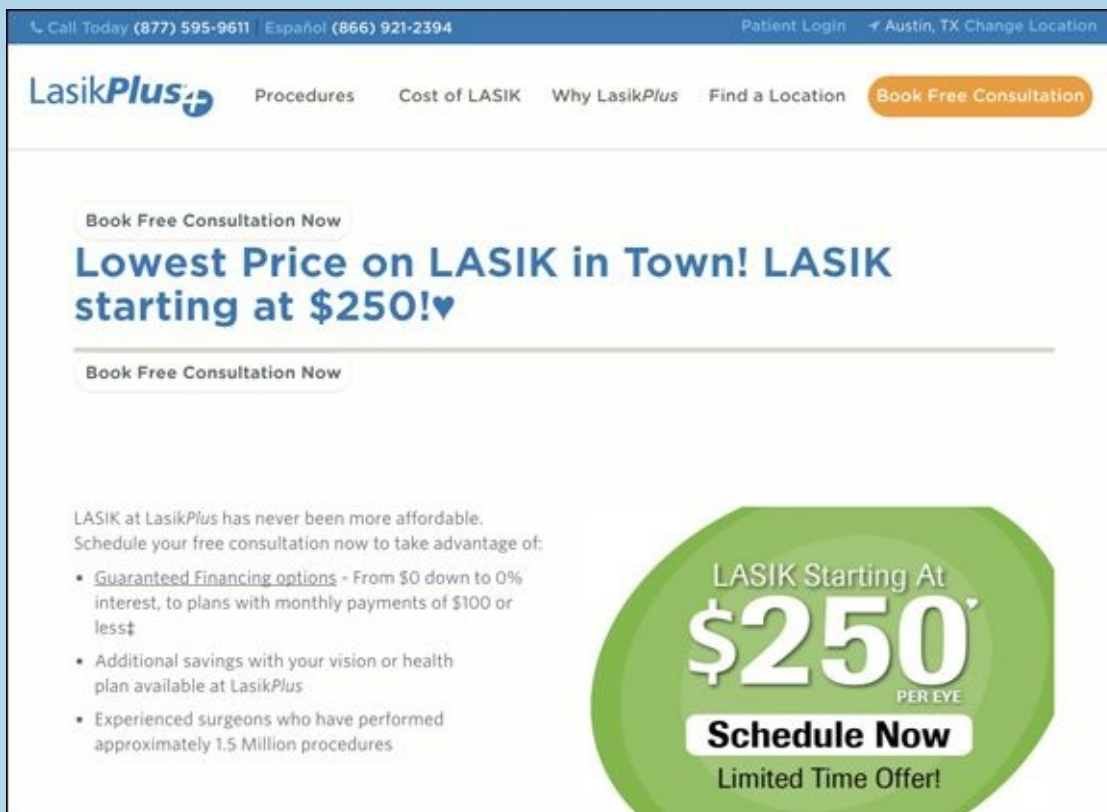 Call Today (877) 595-9611 Español (866) 921-2394 Patient Login Austin, TX Change Location
LasikPlus Procedures Cost of LASIK Why LasikPlus Find a Location Book Free Consultation
Book Free Consultation Now
Lowest Price on LASIK in Town! LASIK
starting at $250!♥
Book Free Consultation Now
LASIK at LasikPlus has never been more affordable.
Schedule your free consultation now to take advantage of:
• Guaranteed Financing options - From $0 down to 0%
interest, to plans with monthly payments of $100 or
less‡
• Additional savings with your vision or health
plan available at LasikPlus
• Experienced surgeons who have performed
approximately 1.5 Million procedures
LASIK Starting At
$250♥
PER EYE
Schedule Now
Limited Time Offer!